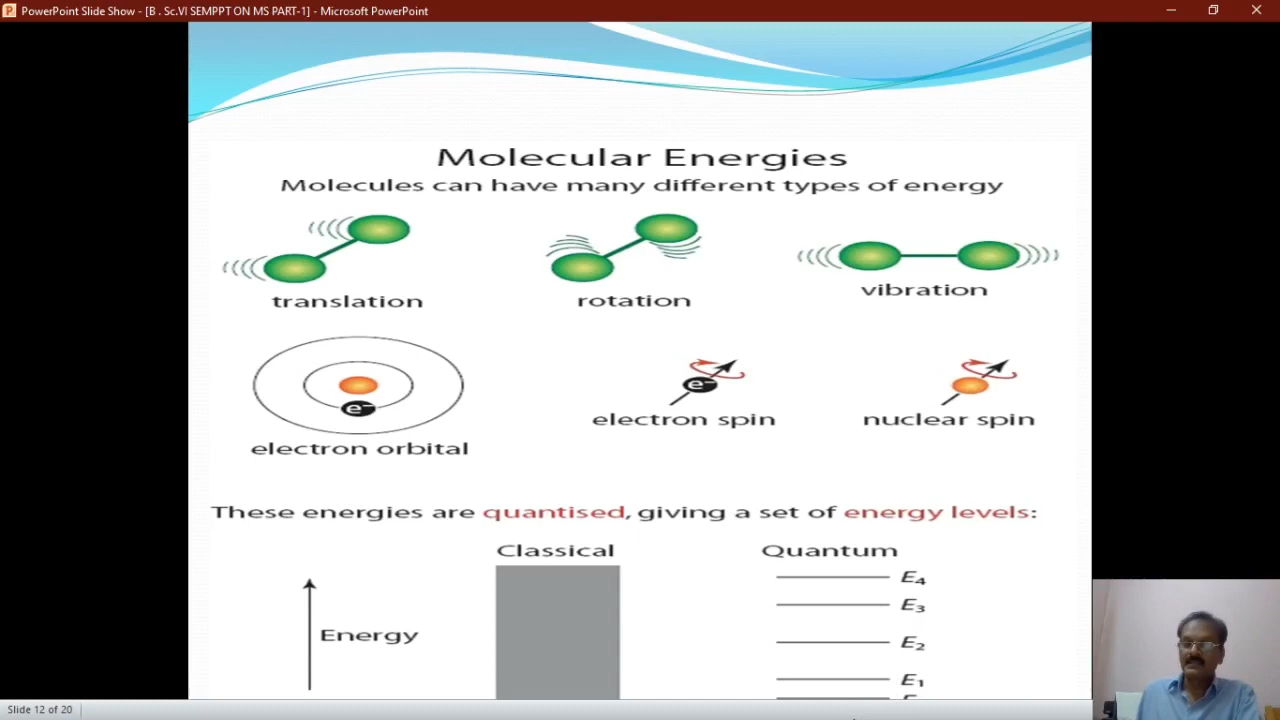 PowerPoint Slide Show - [B . Sc.VI SEMPPT ON MS PART-1] - Microsoft PowerPoint
Molecular Energies
Molecules can have many different types of energy
translation
rotation
vibration
e⁻
e⁻
electron orbital
electron spin
nuclear spin
These energies are quantised, giving a set of energy levels:
Classical
Quantum
Energy
E₄
E₃
E₂
E₁
Slide 12 of 20